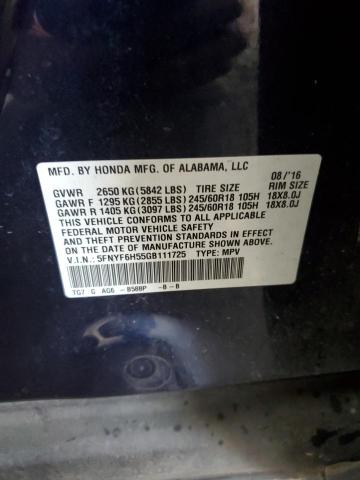 MFD. BY HONDA MFG. OF ALABAMA, LLC 08/'16
GVWR 2650 KG (5842 LBS) TIRE SIZE RIM SIZE
GAWR F 1295 KG (2855 LBS) 245/60R18 105H 18X8.0J
GAWR R 1405 KG (3097 LBS) 245/60R18 105H 18X8.0J
THIS VEHICLE CONFORMS TO ALL APPLICABLE
FEDERAL MOTOR VEHICLE SAFETY
AND THEFT PREVENTION STANDARDS IN EFFECT
ON THE DATE OF MANUFACTURE SHOWN ABOVE.
V.I.N.: 5FNYF6H55GB111725 TYPE: MPV
TG7 C AG6 - B588P -B - B